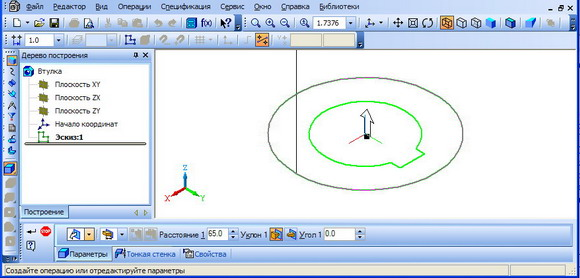 Редактор Вид Операции Спецификация Сервис Окно Справка Библиотеки
f(x)
1.7376
1.0
Дерево построения
Втулка
Плоскость XY
Плоскость ZX
Плоскость ZY
Начало координат
Эскиз:1
Z
X
Y
Построение
Расстояние 1 65.0 Уклон 1 Угол 1 0.0
STOP
Параметры Тонкая стенка Свойства
Создайте операцию или отредактируйте параметры